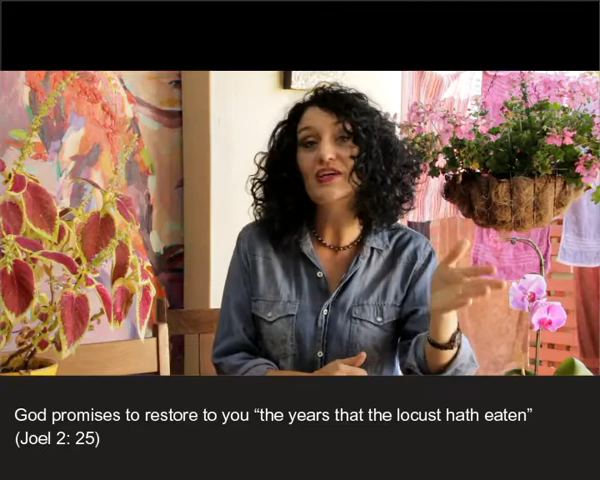 God promises to restore to you “the years that the locust hath eaten”
(Joel 2: 25)